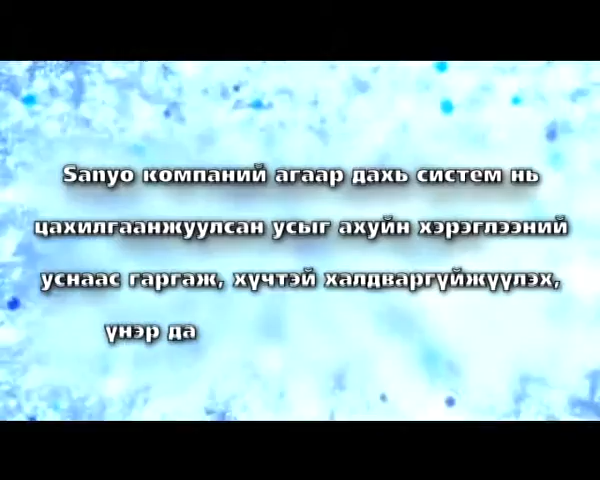 Sanyo компаний агаар дахь систем нь
цахилгаанжуулсан усыг ахуйн хэрэглээний
уснаас гаргаж, хүчтэй халдваргүйжүүлэх,
үнэр да